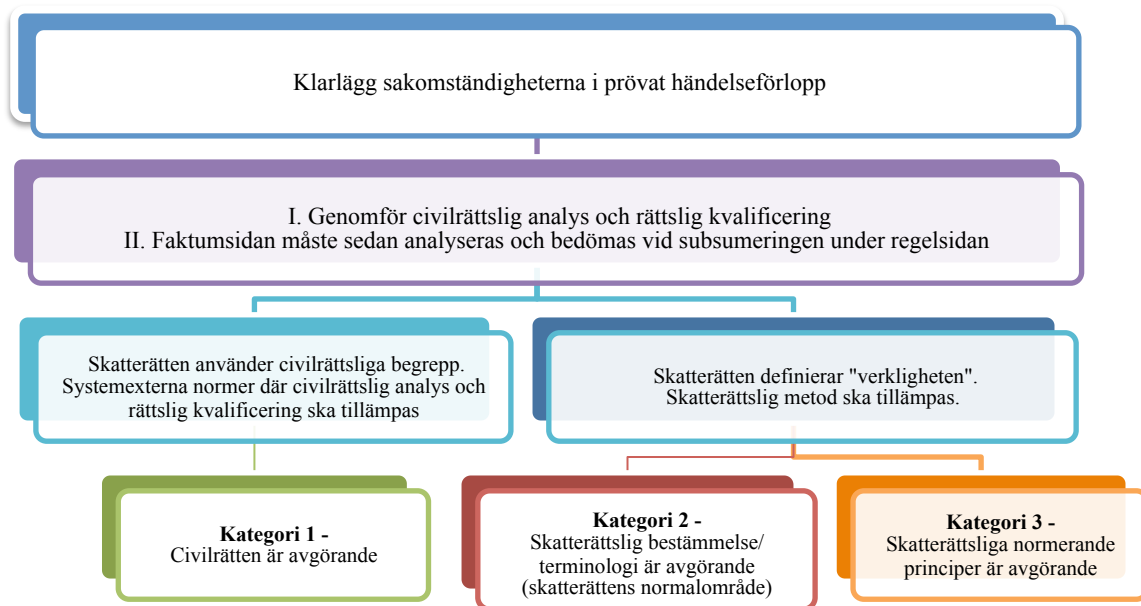 Klarlägg sakomständigheterna i prövat händelseförlopp
I. Genomför civilrättslig analys och rättslig kvalificering
II. Faktumsidan måste sedan analyseras och bedömas vid subsumeringen under regelsidan
Skatterätten använder civilrättsliga begrepp.
Systemexterna normer där civilrättslig analys och
rättslig kvalificering ska tillämpas
Skatterätten definierar "verkligheten".
Skatterättslig metod ska tillämpas.
Kategori 1 -
Civilrätten är avgörande
Kategori 2 -
Skatterättslig bestämmelse/
terminologi är avgörande
(skatterättens normalområde)
Kategori 3 -
Skatterättsliga normerande
principer är avgörande